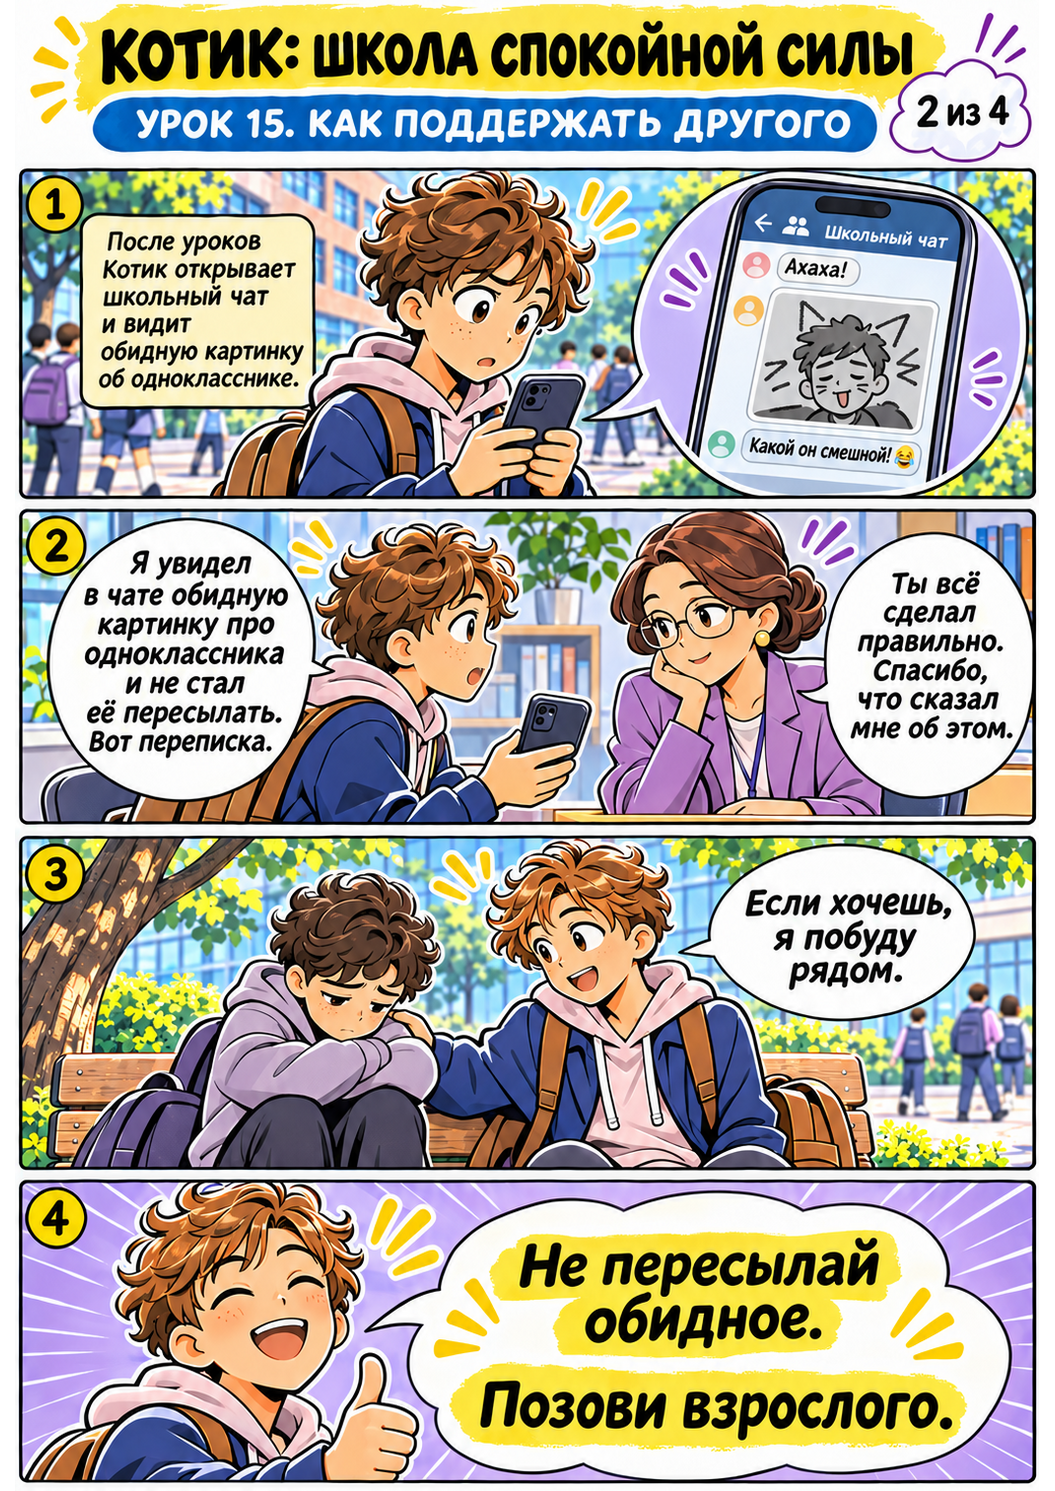 КОТИК: ШКОЛА СПОКОЙНОЙ СИЛЫ
УРОК 15. КАК ПОДДЕРЖАТЬ ДРУГОГО
2 из 4
1
После уроков
Котик открывает
школьный чат
и видит
обидную картинку
об однокласснике.
Школьный чат
Ахаха!
Какой он смешной! 😂
2
Я увидел
в чате обидную
картинку про
одноклассника
и не стал
её пересылать.
Вот переписка.
Ты всё
сделал
правильно.
Спасибо,
что сказал
мне об этом.
3
Если хочешь,
я побуду
рядом.
4
Не пересылай
обидное.
Позови взрослого.